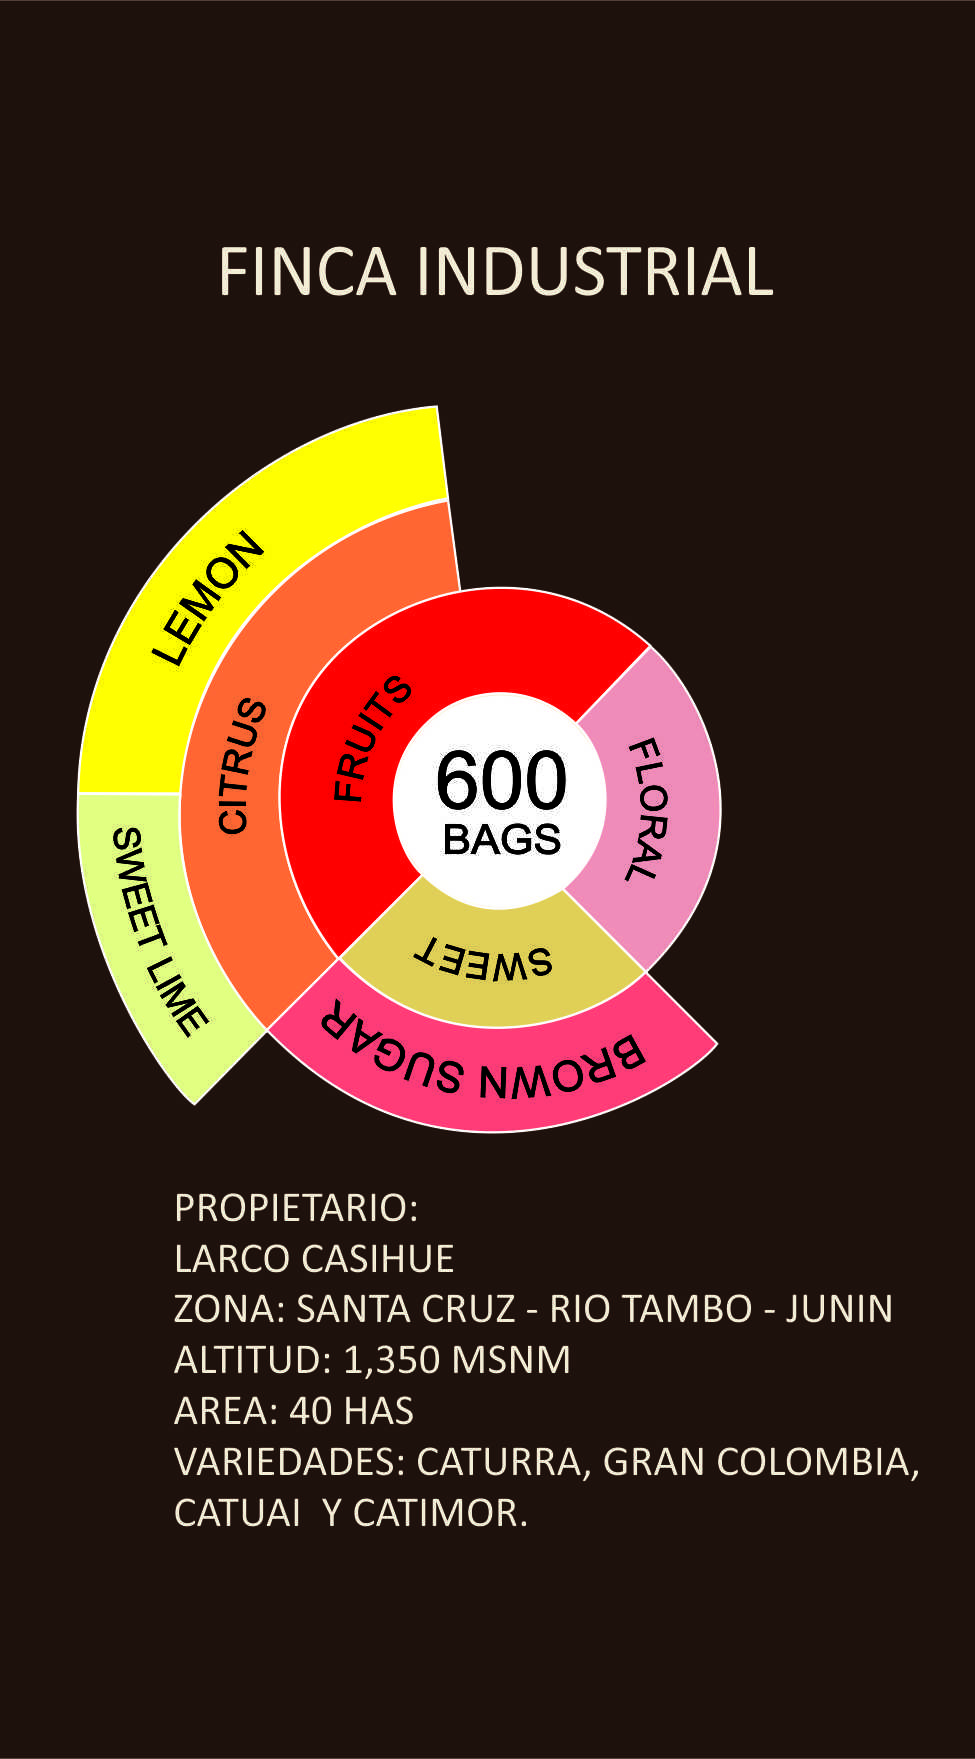 FINCA INDUSTRIAL
LEMON
CITRUS
FRUITS
FLORAL
600
BAGS
SWEET LIME
SWEET
BROWN SUGAR
PROPIETARIO:
LARCO CASIHUE
ZONA: SANTA CRUZ - RIO TAMBO - JUNIN
ALTITUD: 1,350 MSNM
AREA: 40 HAS
VARIEDADES: CATURRA, GRAN COLOMBIA,
CATUAI Y CATIMOR.